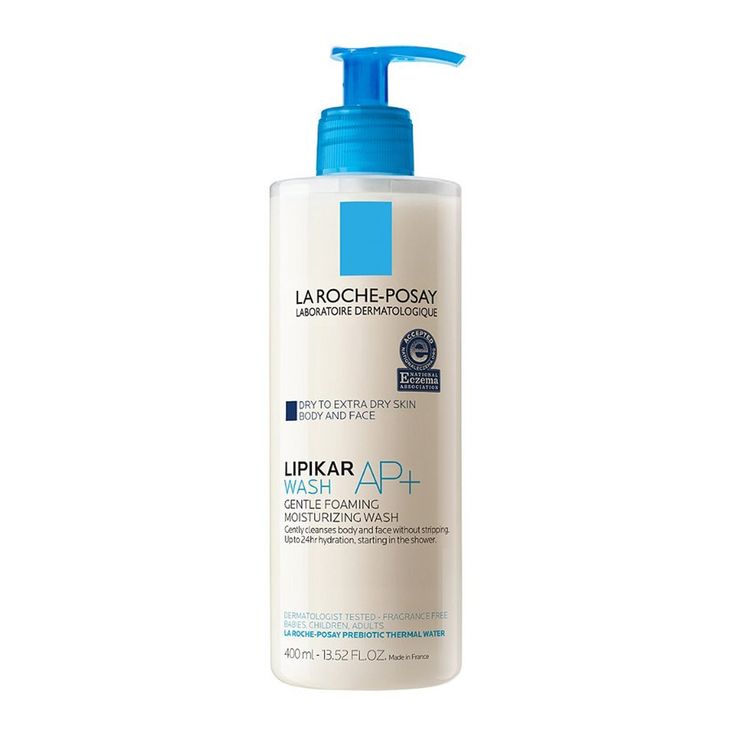 LA ROCHE-POSAY
LABORATOIRE DERMATOLOGIQUE
ACCEPTED
e
NATIONAL
Eczema
ASSOCIATION
DRY TO EXTRA DRY SKIN
BODY AND FACE
LIPIKAR
WASH AP+
GENTLE FOAMING
MOISTURIZING WASH
Gently cleanses body and face without stripping.
Up to 24hr hydration, starting in the shower.
DERMATOLOGIST TESTED - FRAGRANCE FREE
BABIES, CHILDREN, ADULTS
LA ROCHE-POSAY PREBIOTIC THERMAL WATER
400 ml - 13.52 FL.OZ. Made in France